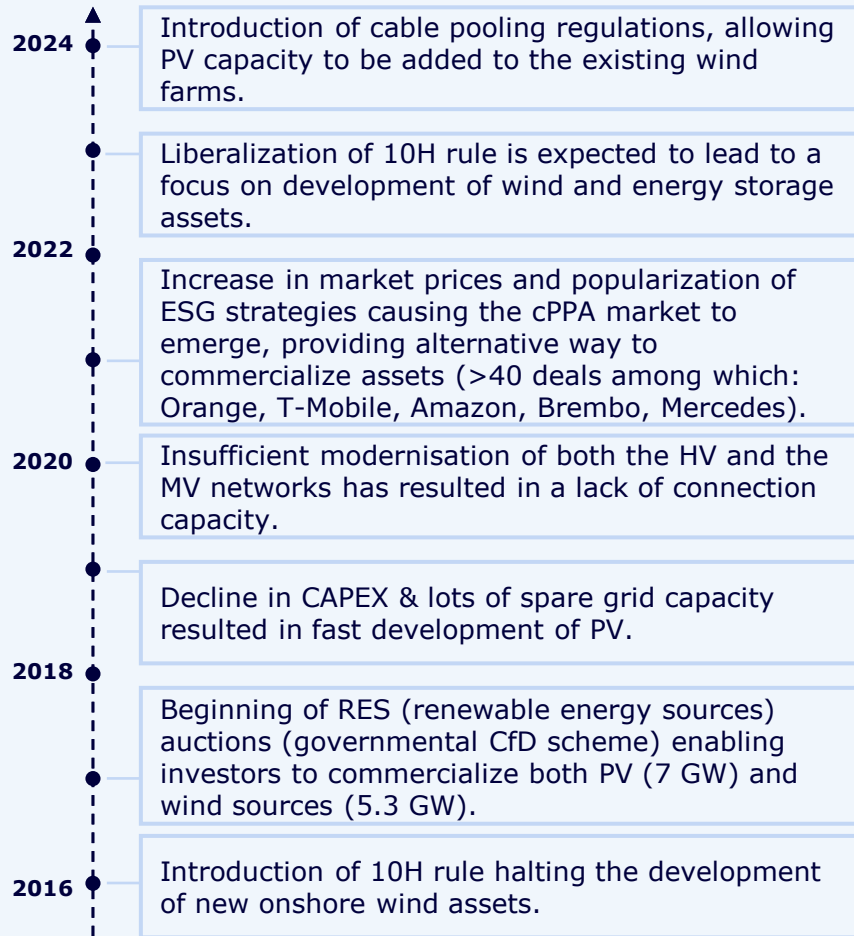 2024
Introduction of cable pooling regulations, allowing
PV capacity to be added to the existing wind
farms.
Liberalization of 10H rule is expected to lead to a
focus on development of wind and energy storage
assets.
2022
Increase in market prices and popularization of
ESG strategies causing the cPPA market to
emerge, providing alternative way to
commercialize assets (>40 deals among which:
Orange, T-Mobile, Amazon, Brembo, Mercedes).
2020
Insufficient modernisation of both the HV and the
MV networks has resulted in a lack of connection
capacity.
Decline in CAPEX & lots of spare grid capacity
resulted in fast development of PV.
2018
Beginning of RES (renewable energy sources)
auctions (governmental CfD scheme) enabling
investors to commercialize both PV (7 GW) and
wind sources (5.3 GW).
2016
Introduction of 10H rule halting the development
of new onshore wind assets.